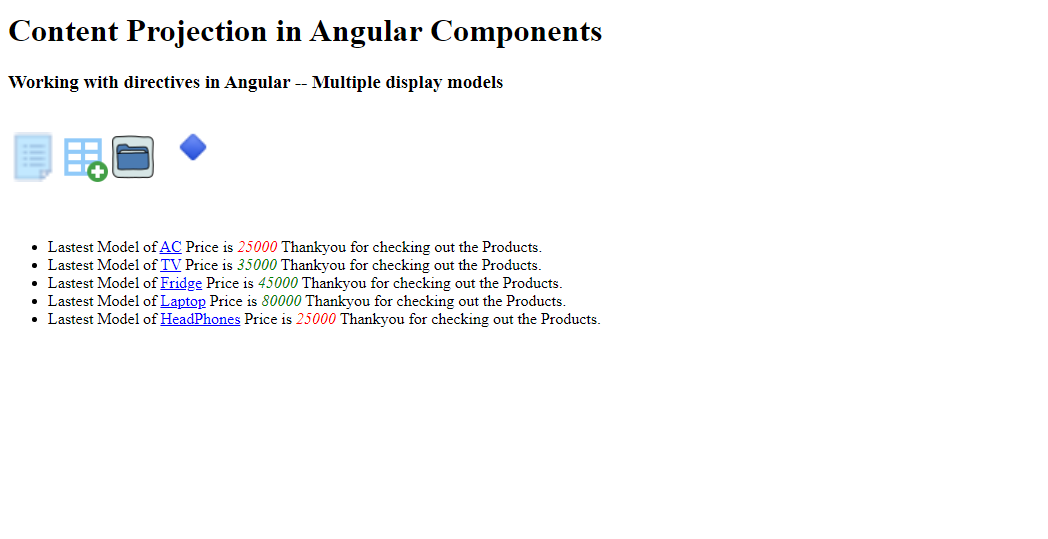 Content Projection in Angular Components
Working with directives in Angular -- Multiple display models
Lastest Model of AC Price is 25000 Thankyou for checking out the Products.
Lastest Model of TV Price is 35000 Thankyou for checking out the Products.
Lastest Model of Fridge Price is 45000 Thankyou for checking out the Products.
Lastest Model of Laptop Price is 80000 Thankyou for checking out the Products.
Lastest Model of HeadPhones Price is 25000 Thankyou for checking out the Products.